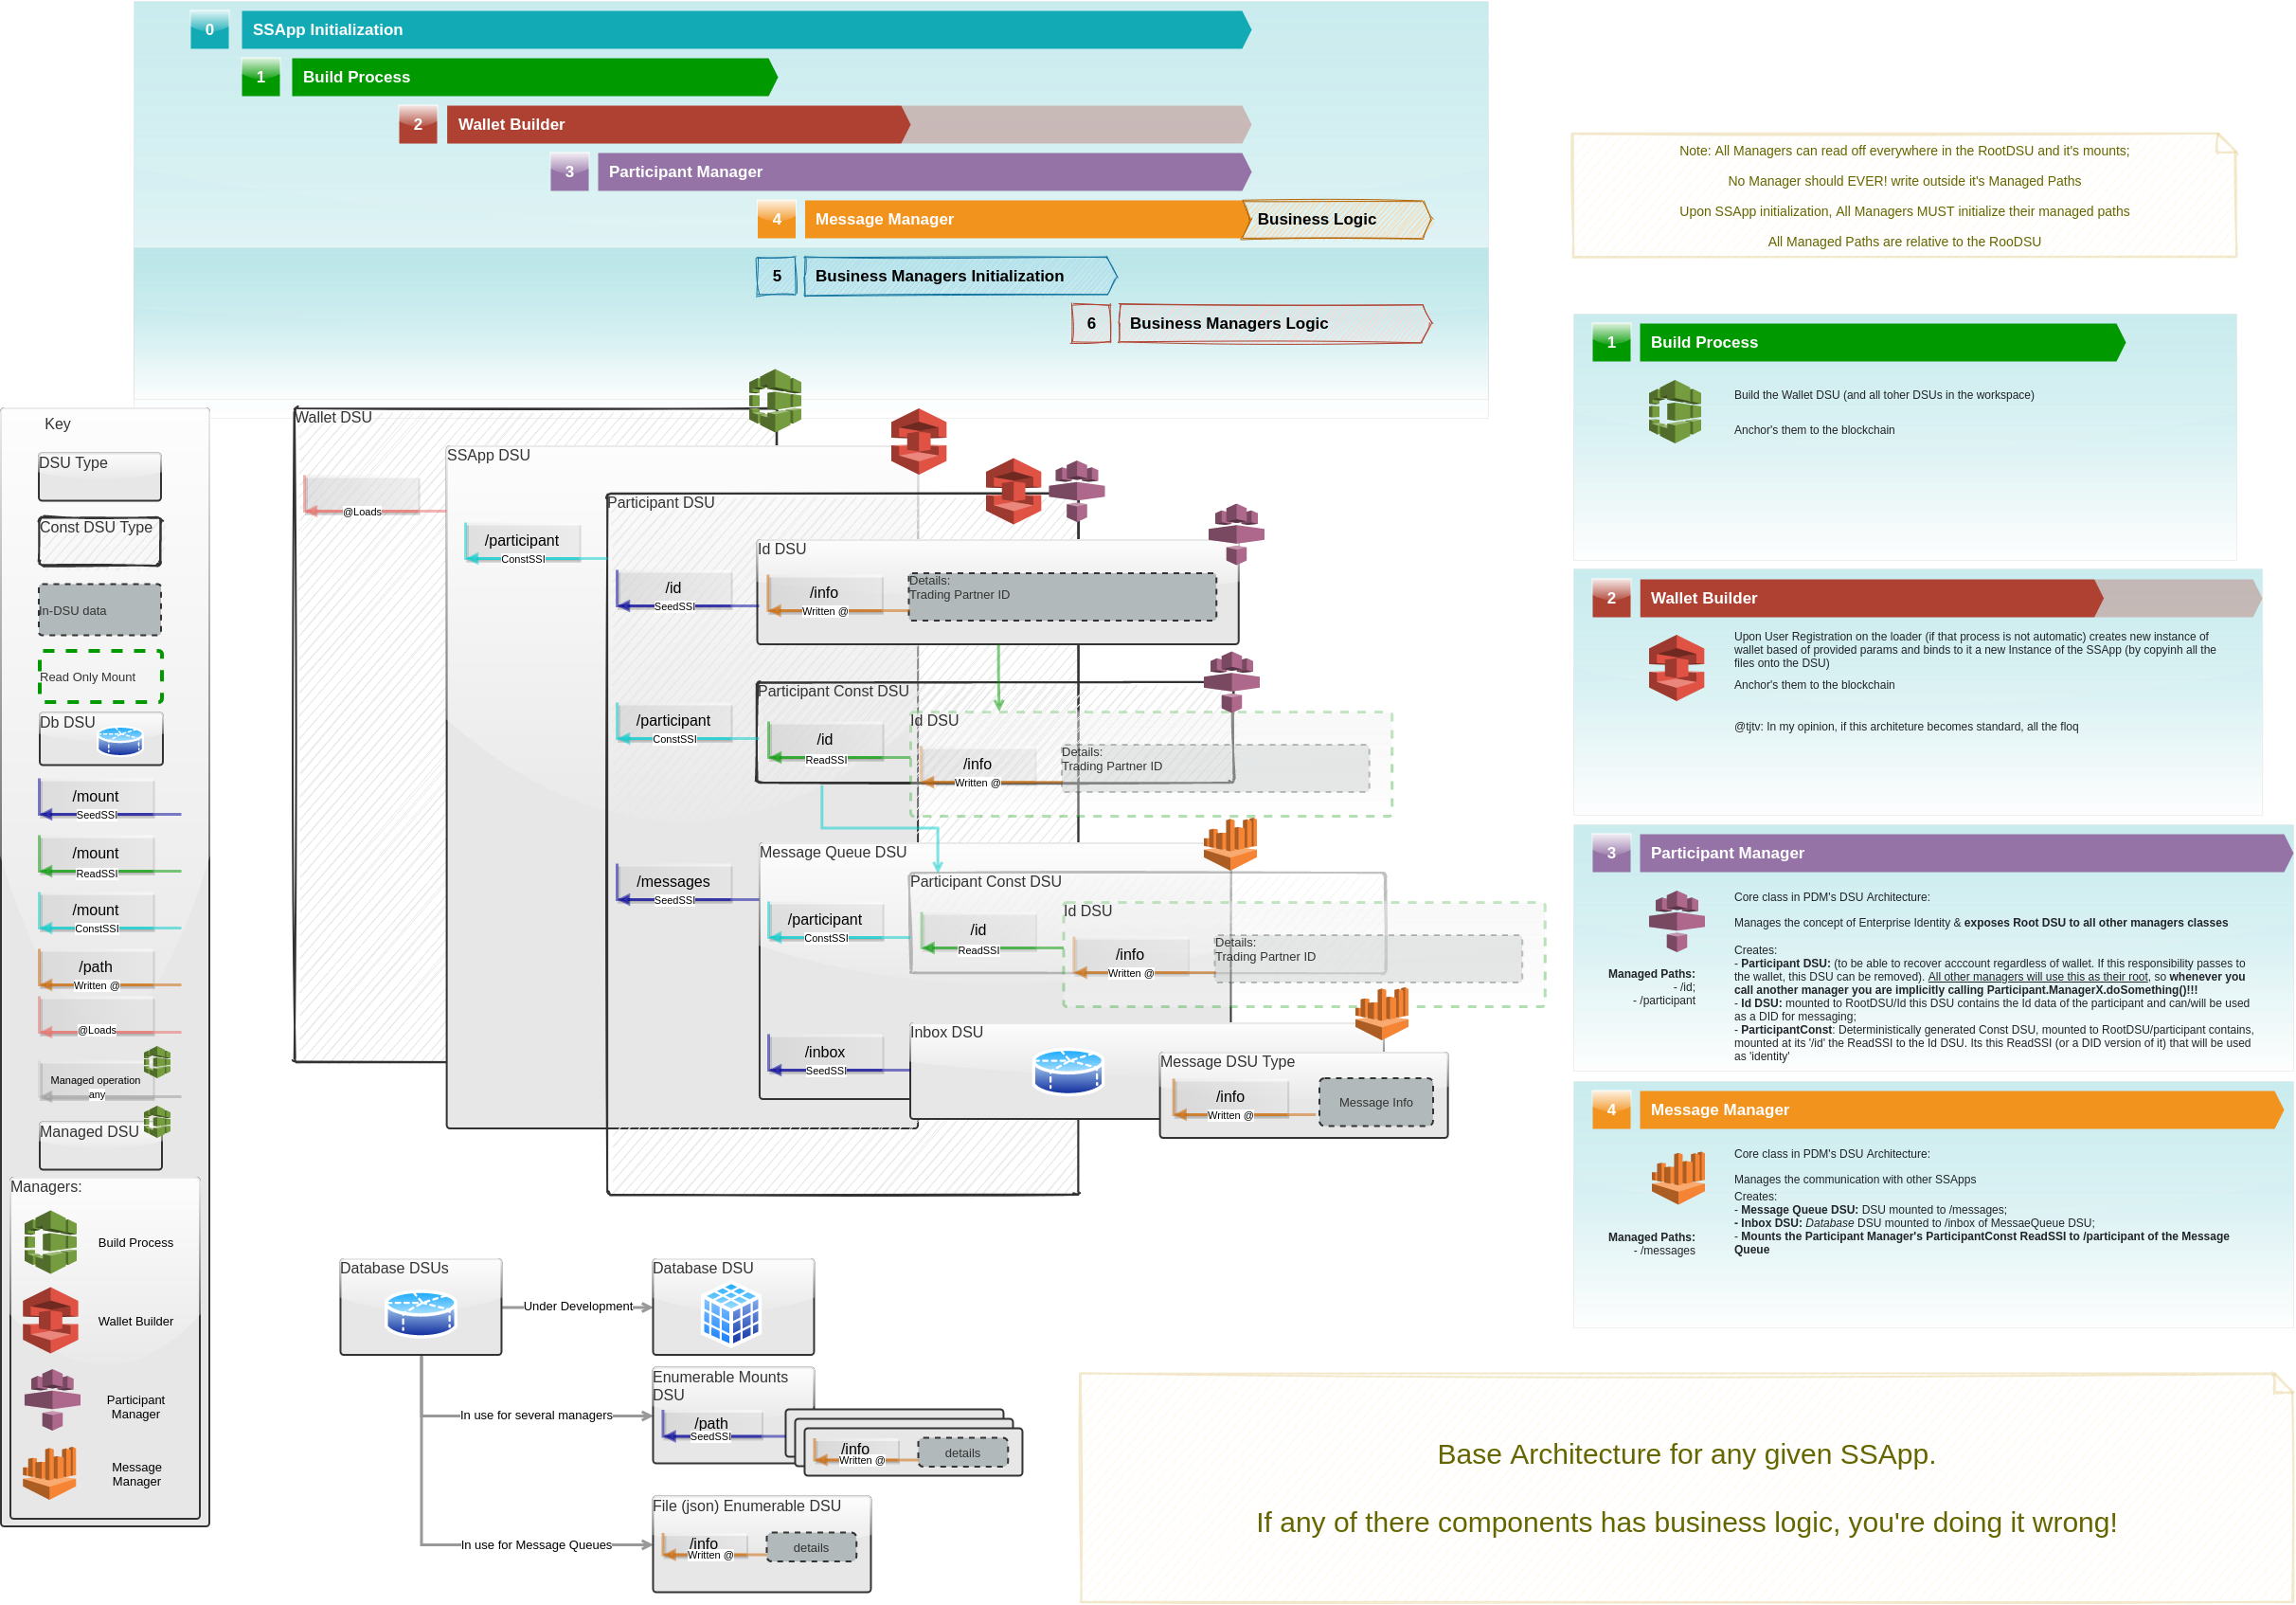 0
SSApp Initialization
1
Build Process
2
Wallet Builder
3
Participant Manager
4
Message Manager
Business Logic
5
Business Managers Initialization
6
Business Managers Logic
Note: All Managers can read off everywhere in the RootDSU and it's mounts;
No Manager should EVER! write outside it's Managed Paths
Upon SSApp initialization, All Managers MUST initialize their managed paths
All Managed Paths are relative to the RooDSU
Key
DSU Type
Const DSU Type
In-DSU data
Read Only Mount
Db DSU
/mount
SeedSSI
/mount
ReadSSI
/mount
ConstSSI
/path
Written @
@Loads
Managed operation
any
Managed DSU
Managers:
Build Process
Wallet Builder
Participant
Manager
Message
Manager
Wallet DSU
@Loads
SSApp DSU
/participant
ConstSSI
Participant DSU
/id
SeedSSI
Id DSU
/info
Written @
Details:
Trading Partner ID
/participant
ConstSSI
Participant Const DSU
/id
ReadSSI
Id DSU
/info
Written @
Details:
Trading Partner ID
/messages
SeedSSI
Message Queue DSU
/participant
ConstSSI
Participant Const DSU
/id
ReadSSI
Id DSU
/info
Written @
Details:
Trading Partner ID
/inbox
SeedSSI
Inbox DSU
Message DSU Type
/info
Written @
Message Info
Database DSUs
Under Development
Database DSU
In use for several managers
Enumerable Mounts
DSU
/path
SeedSSI
/info
Written @
details
In use for Message Queues
File (json) Enumerable DSU
/info
Written @
details
1
Build Process
Build the Wallet DSU (and all toher DSUs in the workspace)
Anchor's them to the blockchain
2
Wallet Builder
Upon User Registration on the loader (if that process is not automatic) creates new instance of
wallet based of provided params and binds to it a new Instance of the SSApp (by copyinh all the
files onto the DSU)
Anchor's them to the blockchain
@tjtv: In my opinion, if this architeture becomes standard, all the floq
3
Participant Manager
Core class in PDM's DSU Architecture:
Manages the concept of Enterprise Identity & exposes Root DSU to all other managers classes
Managed Paths:
- /id;
- /participant
Creates:
- Participant DSU: (to be able to recover acccount regardless of wallet. If this responsibility passes to
the wallet, this DSU can be removed). All other managers will use this as their root, so whenever you
call another manager you are implicitly calling Participant.ManagerX.doSomething()!!!
- Id DSU: mounted to RootDSU/Id this DSU contains the Id data of the participant and can/will be used
as a DID for messaging;
- ParticipantConst: Deterministically generated Const DSU, mounted to RootDSU/participant contains,
mounted at its '/id' the ReadSSI to the Id DSU. Its this ReadSSI (or a DID version of it) that will be used
as 'identity'
4
Message Manager
Core class in PDM's DSU Architecture:
Manages the communication with other SSApps
Managed Paths:
- /messages
Creates:
- Message Queue DSU: DSU mounted to /messages;
- Inbox DSU: Database DSU mounted to /inbox of MessaeQueue DSU;
- Mounts the Participant Manager's ParticipantConst ReadSSI to /participant of the Message
Queue
Base Architecture for any given SSApp.
If any of there components has business logic, you're doing it wrong!